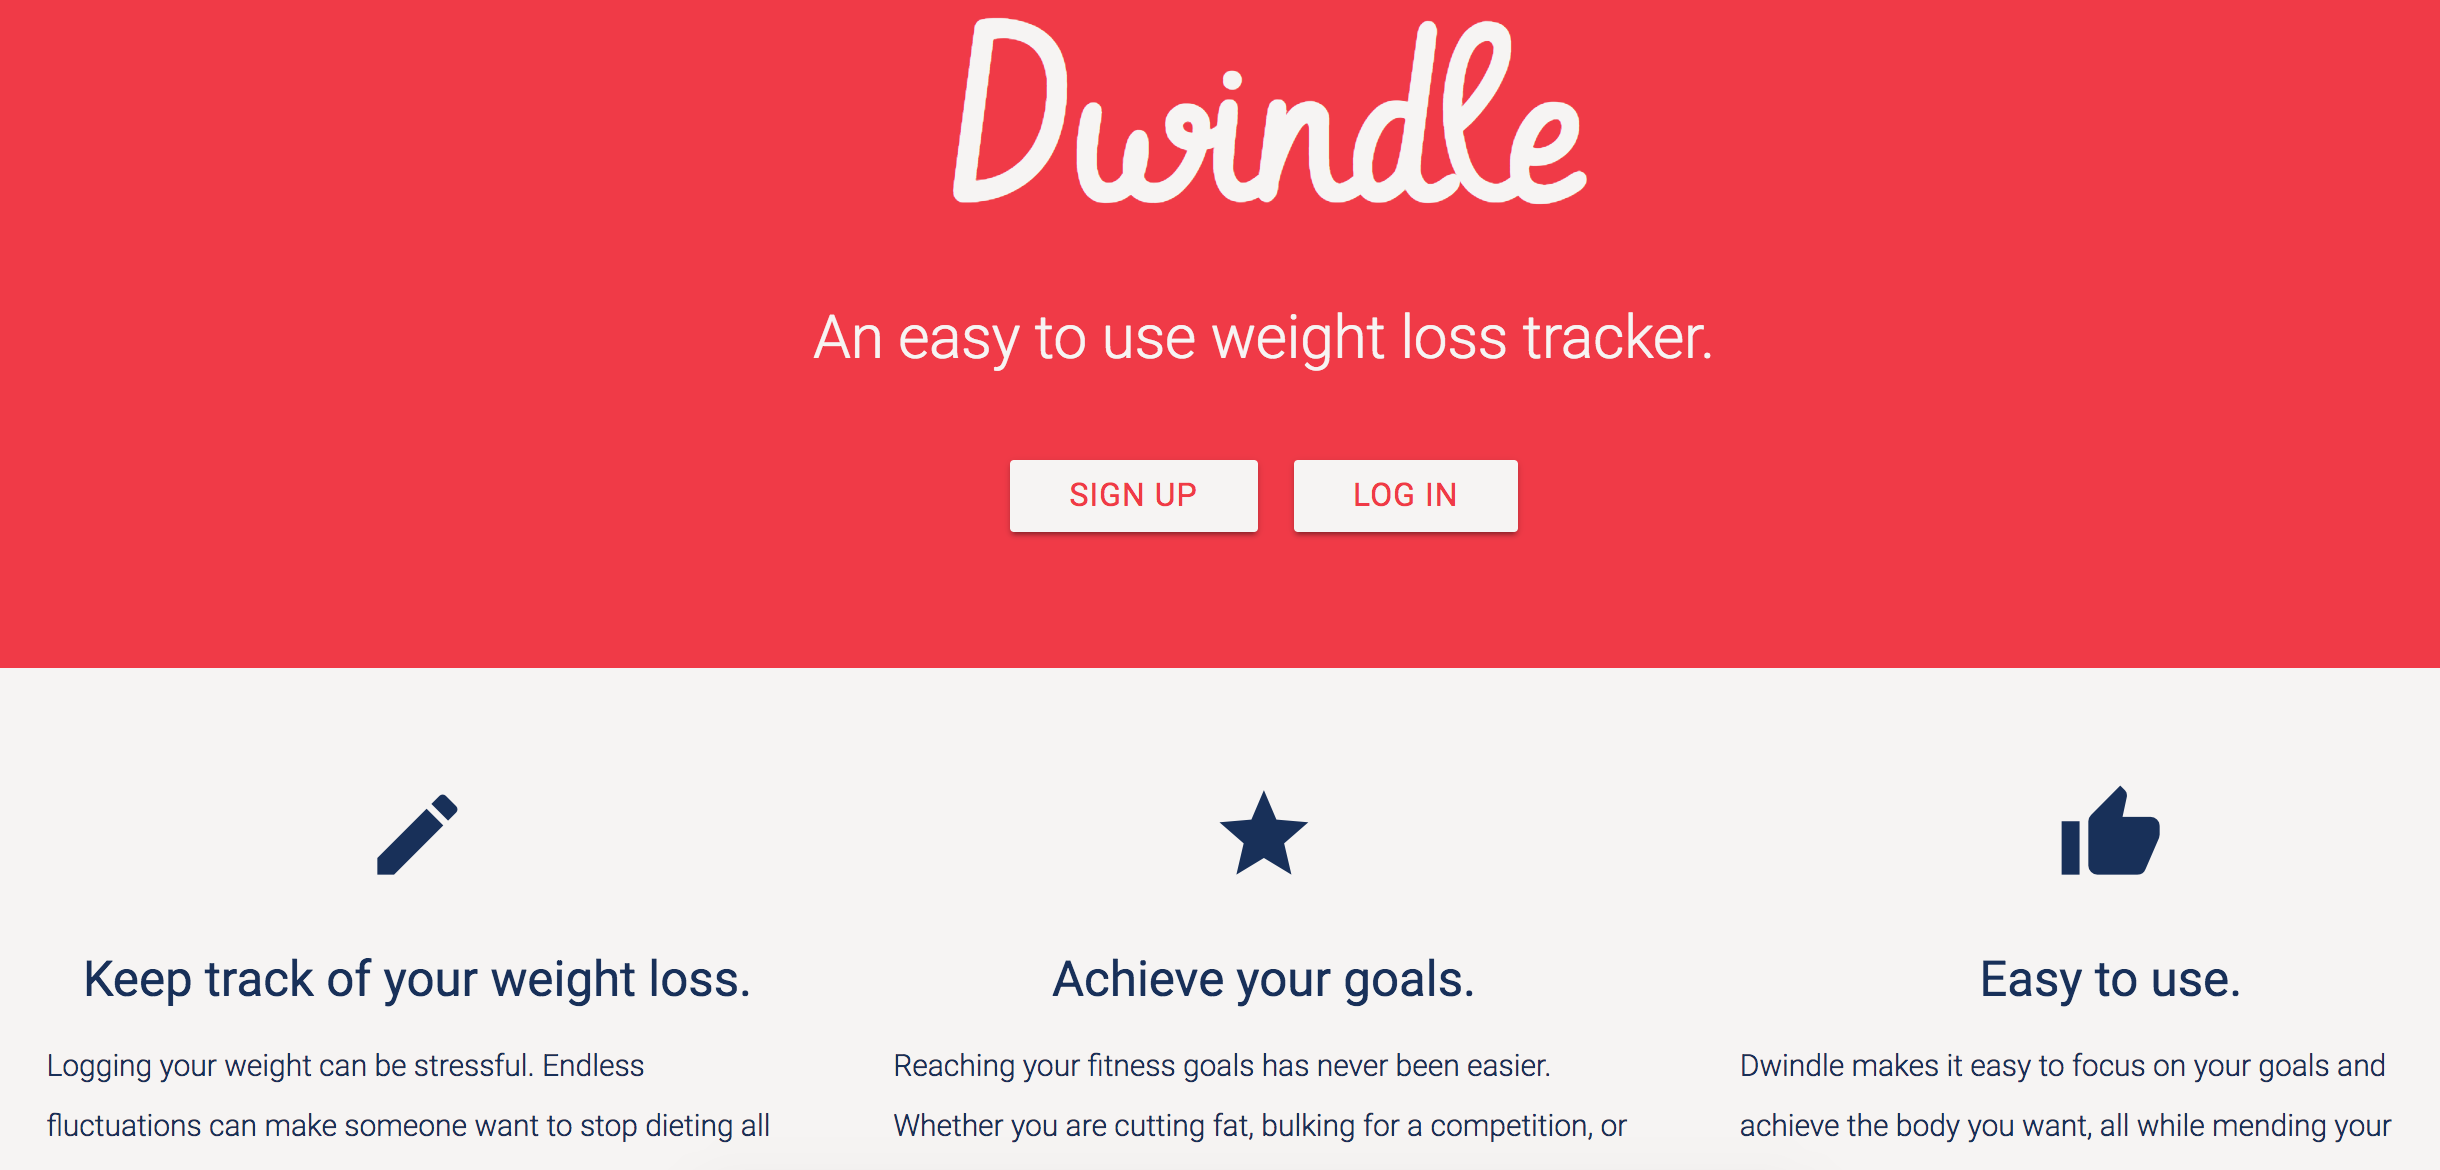 Dwindle
An easy to use weight loss tracker.
SIGN UP
LOG IN
Keep track of your weight loss.
Logging your weight can be stressful. Endless
fluctuations can make someone want to stop dieting all
Achieve your goals.
Reaching your fitness goals has never been easier.
Whether you are cutting fat, bulking for a competition, or
Easy to use.
Dwindle makes it easy to focus on your goals and
achieve the body you want, all while mending your